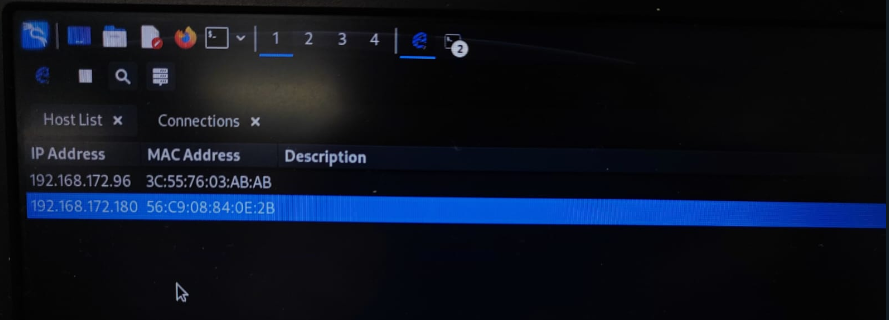 1 2 3 4 2
Host List × Connections ×
IP Address MAC Address Description
192.168.172.96 3C:55:76:03:AB:AB
192.168.172.180 56:C9:08:84:0E:2B